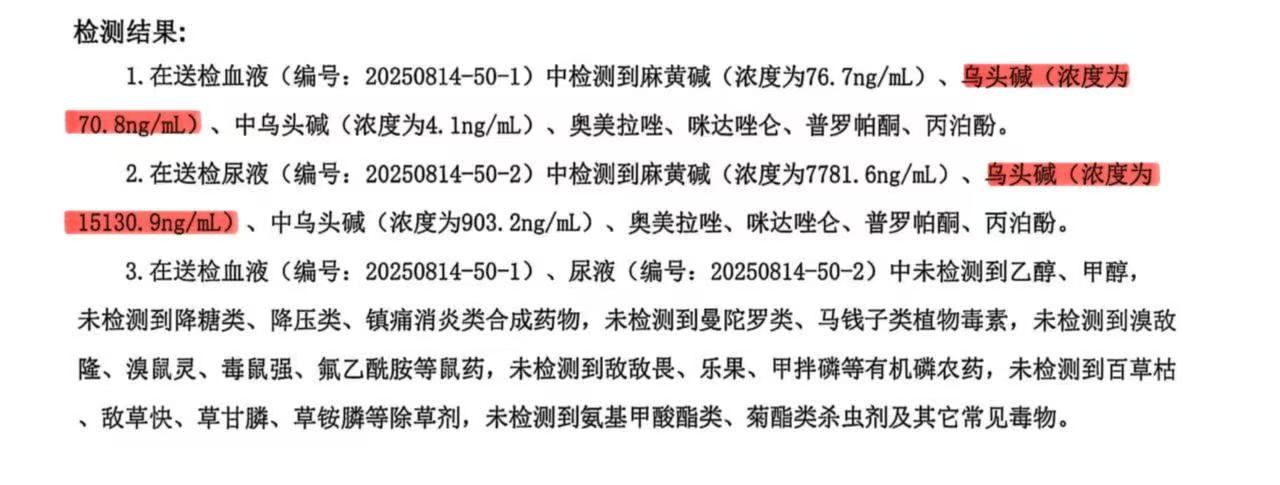 检测结果:
1.在送检血液（编号：20250814-50-1）中检测到麻黄碱（浓度为76.7ng/mL）、乌头碱（浓度为
70.8ng/mL）、中乌头碱（浓度为4.1ng/mL）、奥美拉唑、咪达唑仑、普罗帕酮、丙泊酚。
2.在送检尿液（编号：20250814-50-2）中检测到麻黄碱（浓度为7781.6ng/mL）、乌头碱（浓度为
15130.9ng/mL）、中乌头碱（浓度为903.2ng/mL）、奥美拉唑、咪达唑仑、普罗帕酮、丙泊酚。
3.在送检血液（编号：20250814-50-1）、尿液（编号：20250814-50-2）中未检测到乙醇、甲醇，
未检测到降糖类、降压类、镇痛消炎类合成药物，未检测到曼陀罗类、马钱子类植物毒素，未检测到溴敌
隆、溴鼠灵、毒鼠强、氟乙酰胺等鼠药，未检测到敌敌畏、乐果、甲拌磷等有机磷农药，未检测到百草枯
、敌草快、草甘膦、草铵膦等除草剂，未检测到氨基甲酸酯类、菊酯类杀虫剂及其它常见毒物。